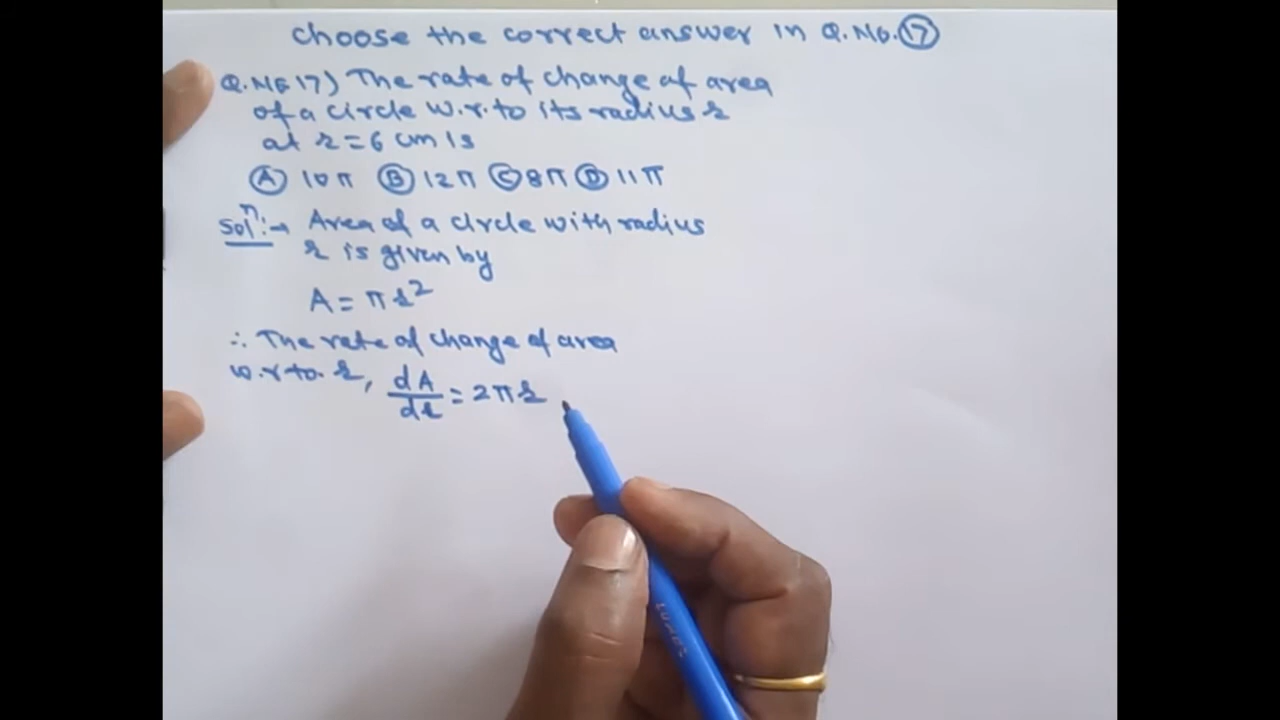 Choose the correct answer in Q.No. 17
Q.No 17) The rate of change of area
of a circle w.r.to its radius r
at r = 6 cm is
(A) 10π (B) 12π (C) 8π (D) 11π
Solⁿ:→ Area of a circle with radius
r is given by
A = πr²
∴ The rate of change of area
w.r.to. r, dA/dr = 2πr